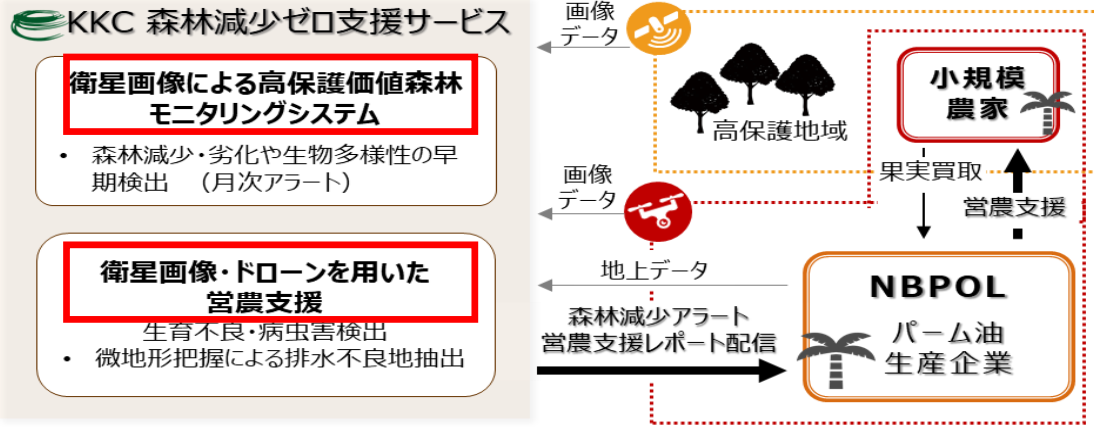 KKC 森林減少ゼロ支援サービス
衛星画像による高保護価値森林
モニタリングシステム
• 森林減少・劣化や生物多様性の早
期検出 （月次アラート）
衛星画像・ドローンを用いた
営農支援
生育不良・病虫害検出
• 微地形把握による排水不良地抽出
画像
データ
高保護地域
小規模
農家
画像
データ
果実買取
営農支援
地上データ
森林減少アラート
営農支援レポート配信
NBPOL
パーム油
生産企業